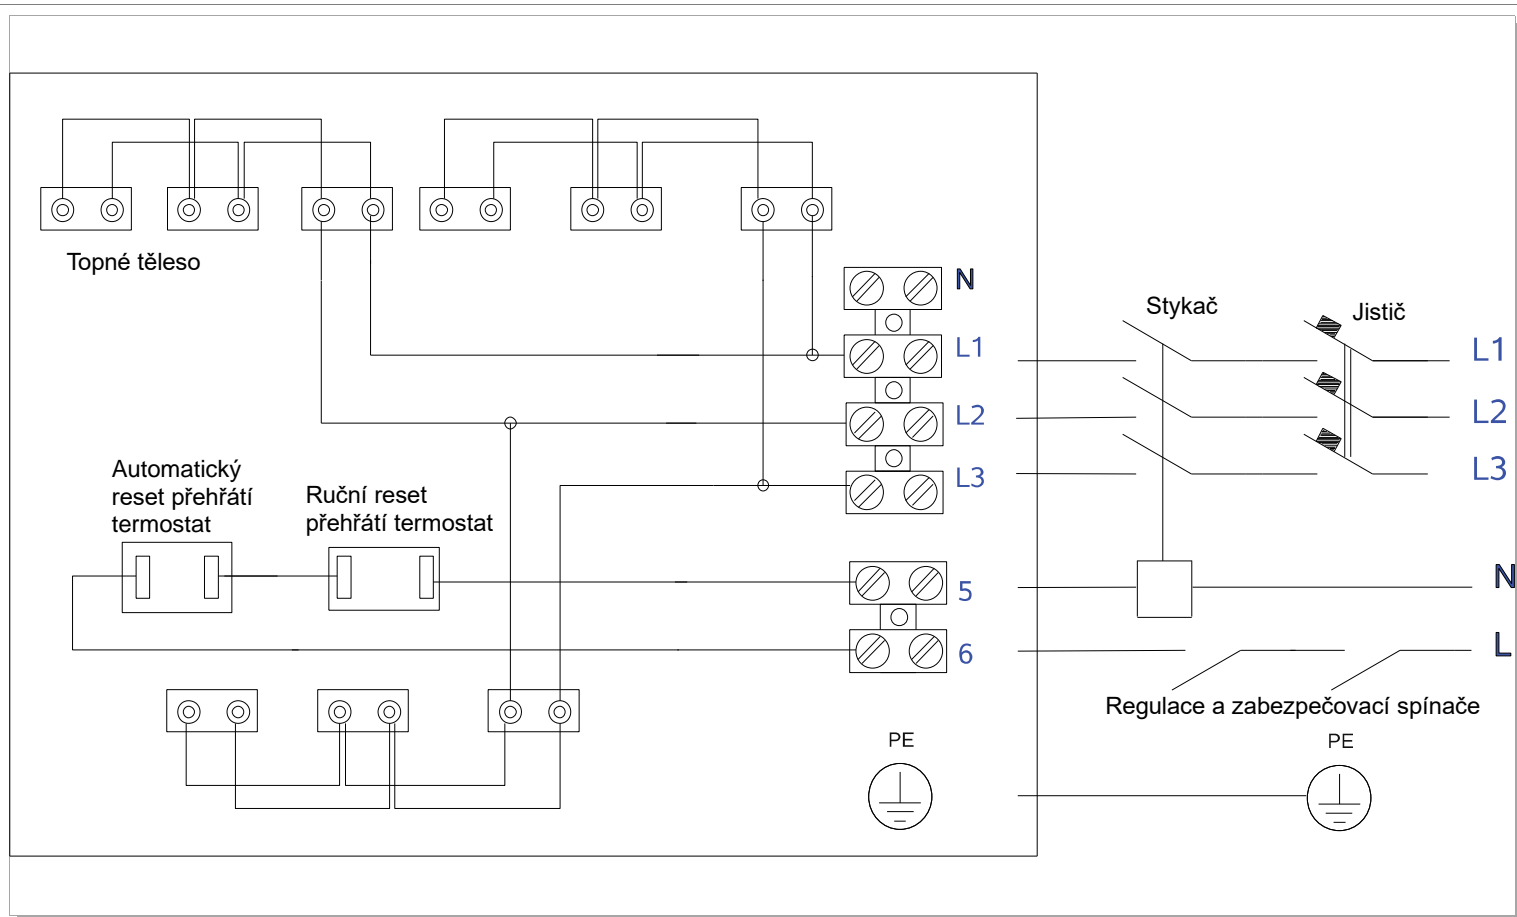 Topné těleso
N
L1
L2
L3
Stykač
Jistič
L1
L2
L3
Automatický
reset přehřátí
termostat
Ruční reset
přehřátí termostat
5
6
N
L
Regulace a zabezpečovací spínače
PE
PE